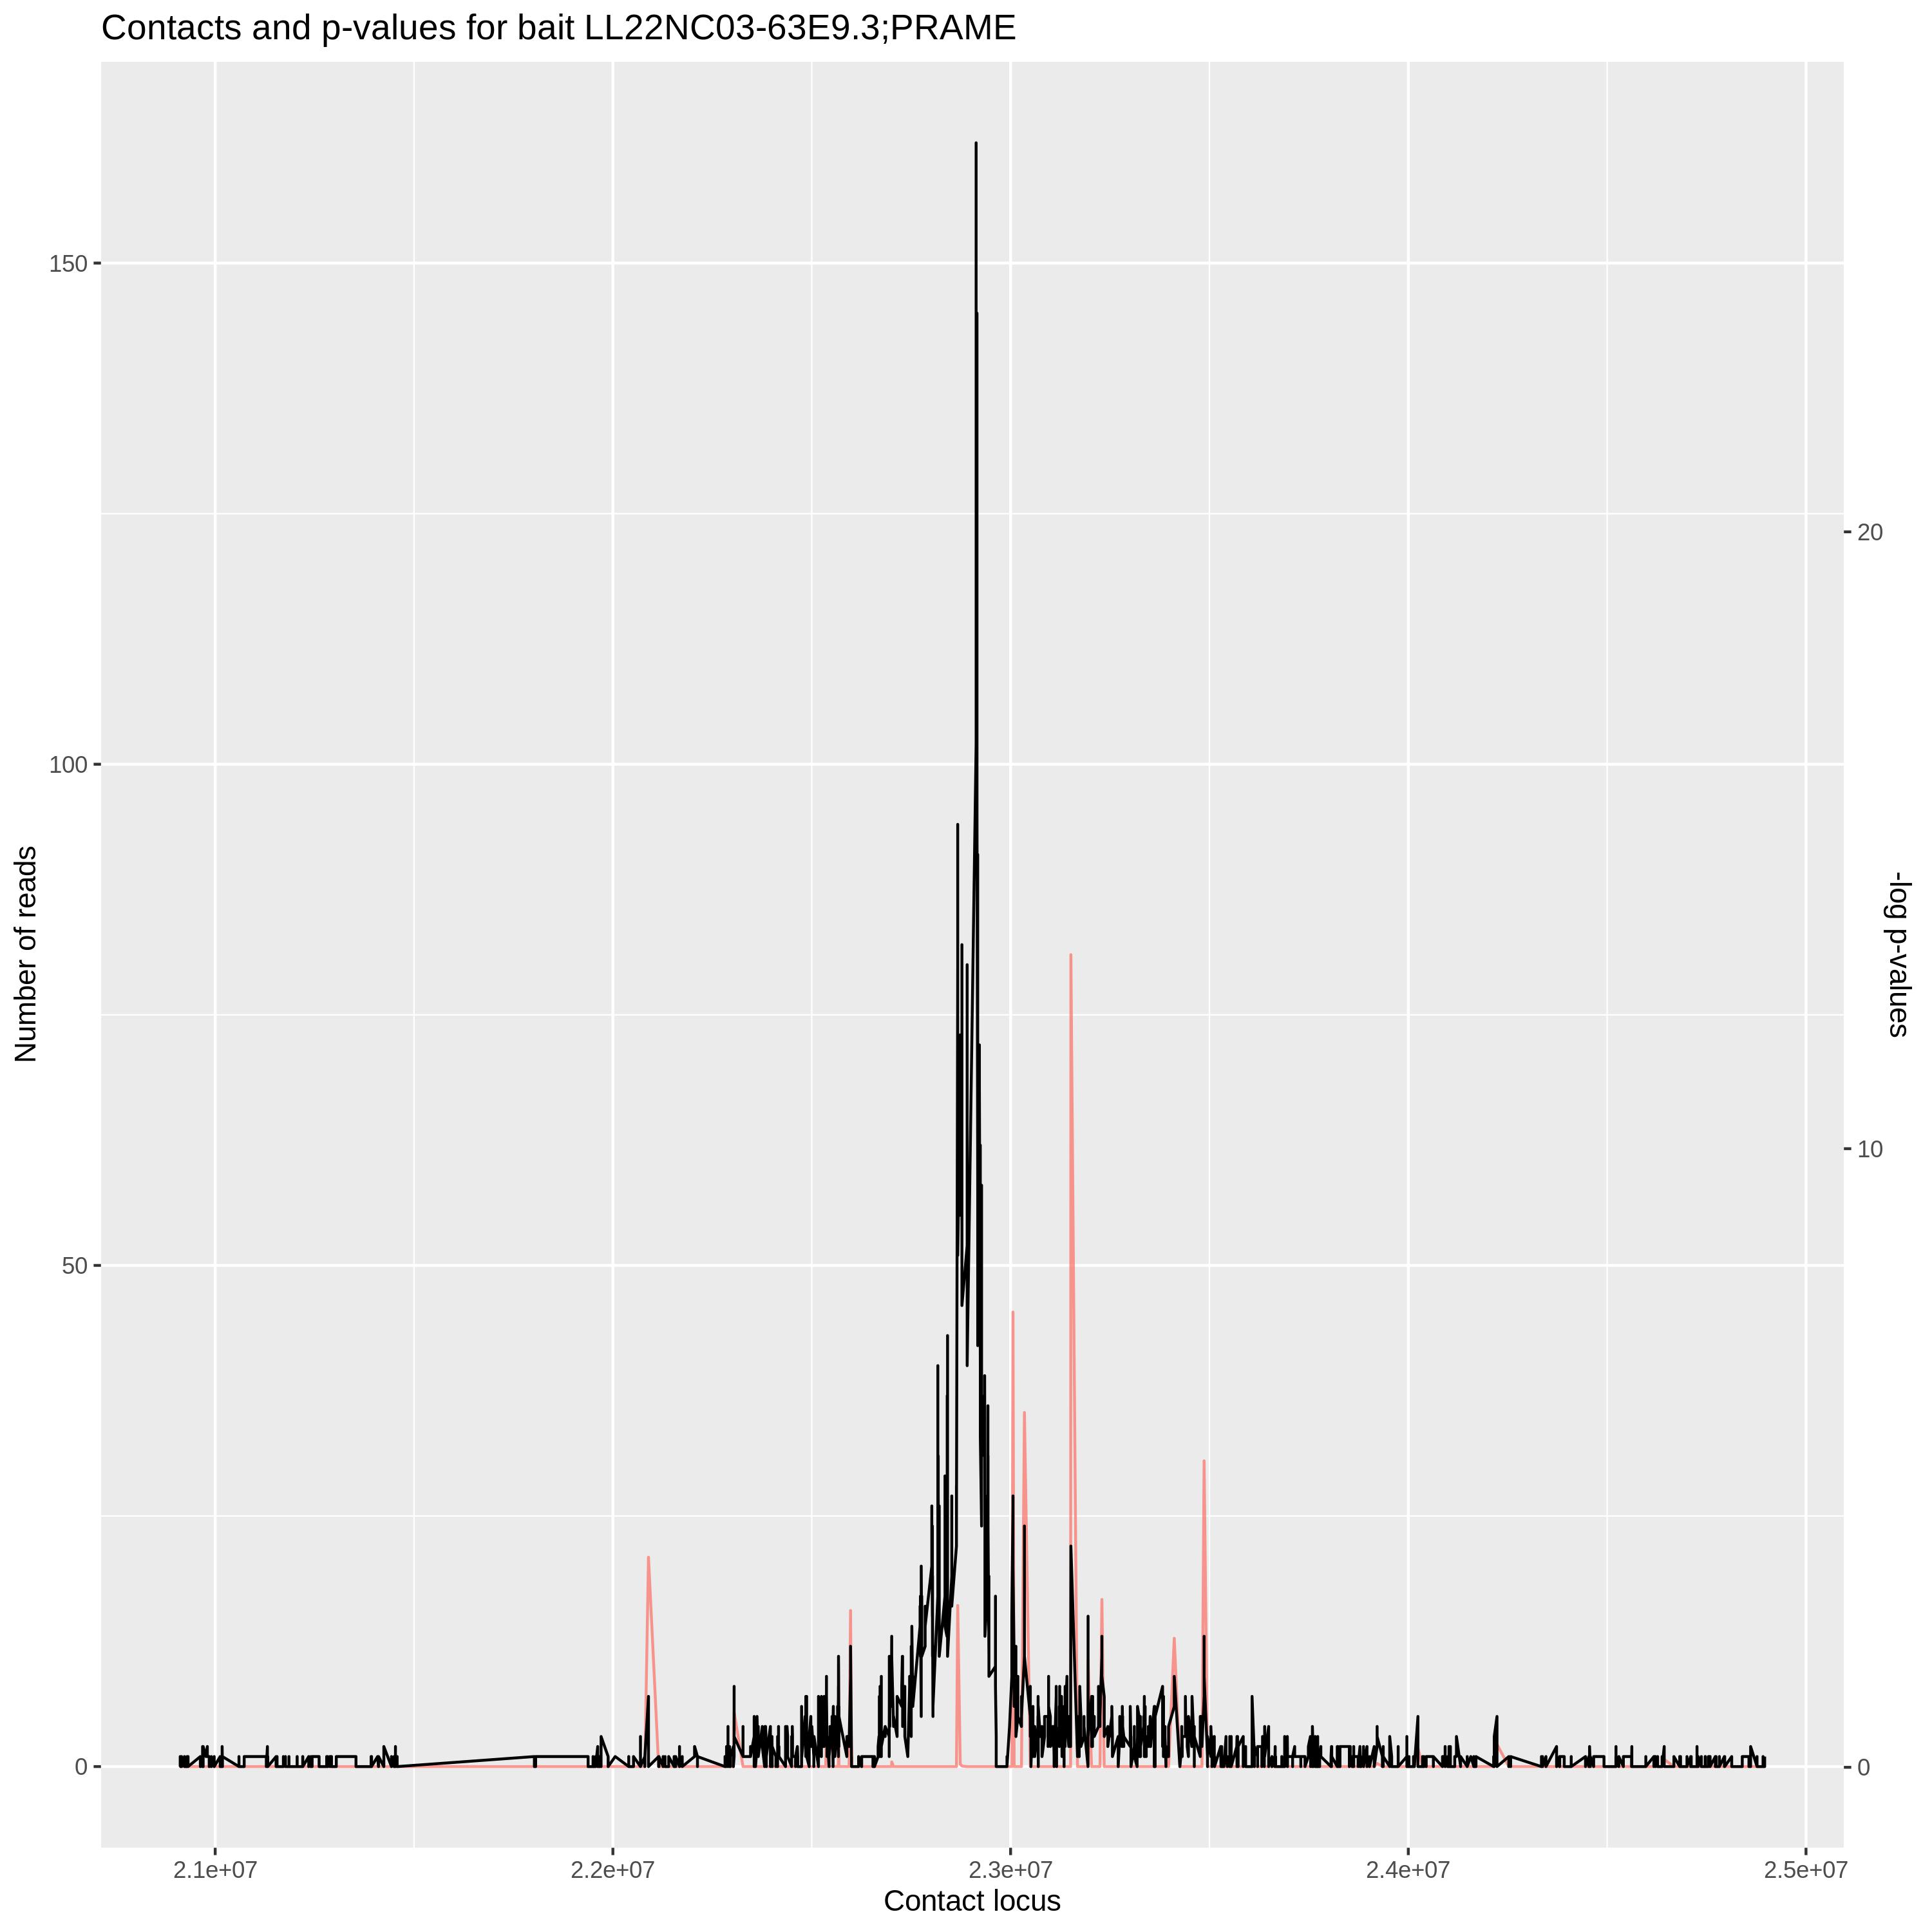 Contacts and p-values for bait LL22NC03-63E9.3;PRAME
150
100
50
0
Number of reads
20
10
0
-log p-values
2.1e+07
2.2e+07
2.3e+07
2.4e+07
2.5e+07
Contact locus